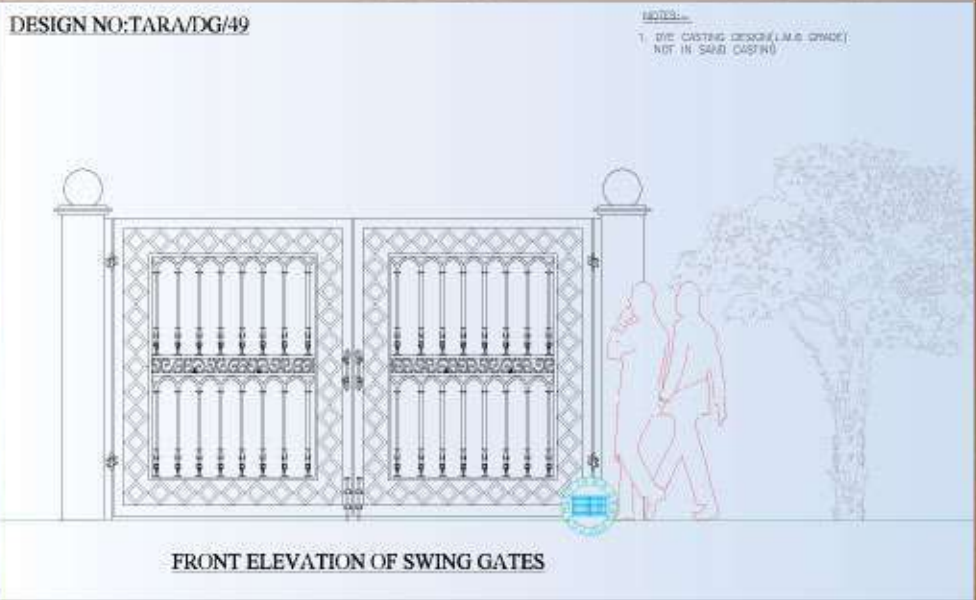 DESIGN NO:TARA/DG/49
NOTES:-
1. DYE CASTING DESIGN(L.M.6 GRADE)
NOT IN SAND CASTING
FRONT ELEVATION OF SWING GATES